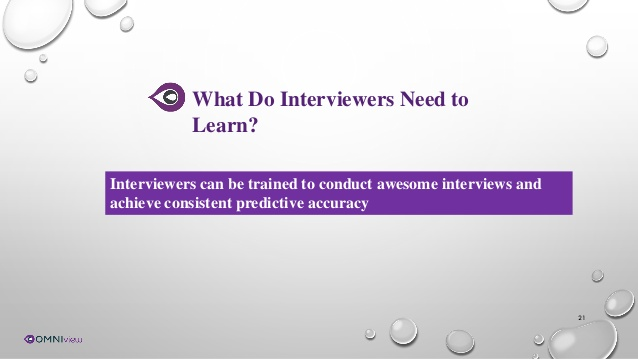 What Do Interviewers Need to
Learn?
Interviewers can be trained to conduct awesome interviews and
achieve consistent predictive accuracy
21
OMNIview